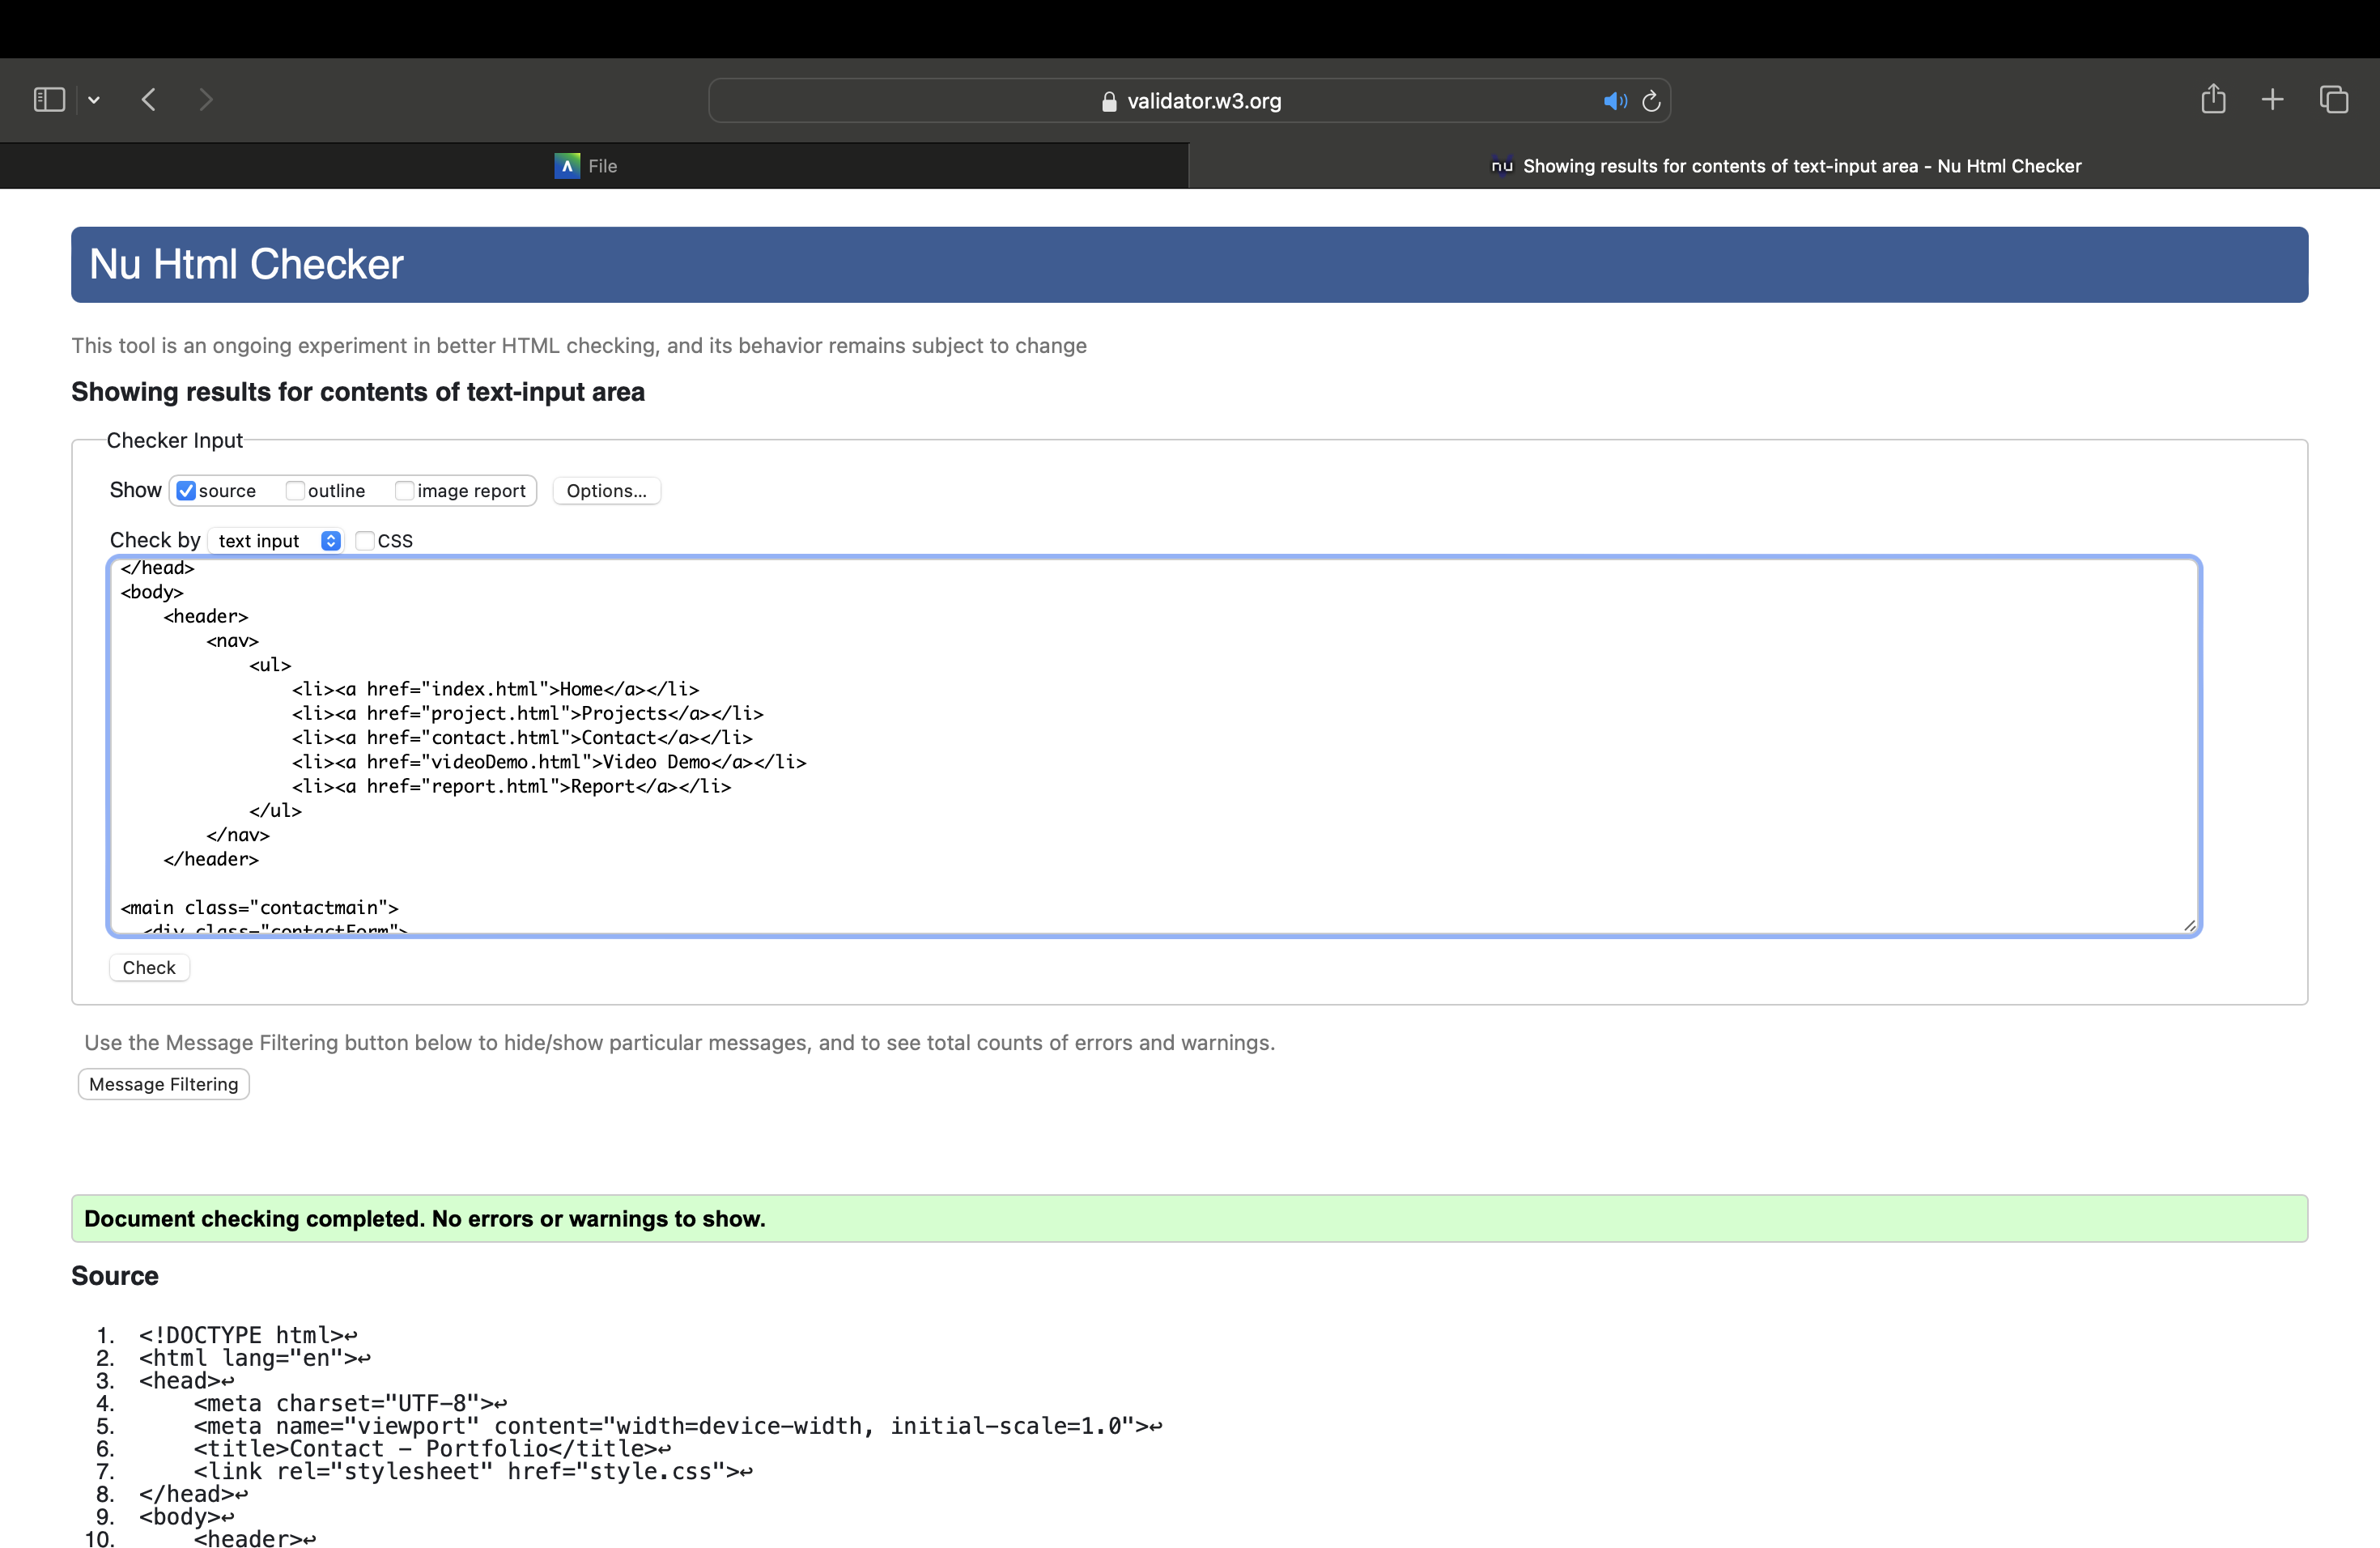 validator.w3.org
File
nu Showing results for contents of text-input area - Nu Html Checker
Nu Html Checker
This tool is an ongoing experiment in better HTML checking, and its behavior remains subject to change
Showing results for contents of text-input area
Checker Input
Show source outline image report Options...
Check by text input CSS
</head>
<body>
    <header>
        <nav>
            <ul>
                <li><a href="index.html">Home</a></li>
                <li><a href="project.html">Projects</a></li>
                <li><a href="contact.html">Contact</a></li>
                <li><a href="videoDemo.html">Video Demo</a></li>
                <li><a href="report.html">Report</a></li>
            </ul>
        </nav>
    </header>
<main class="contactmain">
  <div class="contactForm">
Check
Use the Message Filtering button below to hide/show particular messages, and to see total counts of errors and warnings.
Message Filtering
Document checking completed. No errors or warnings to show.
Source
1. <!DOCTYPE html>↩
2. <html lang="en">↩
3. <head>↩
4.     <meta charset="UTF-8">↩
5.     <meta name="viewport" content="width=device-width, initial-scale=1.0">↩
6.     <title>Contact - Portfolio</title>↩
7.     <link rel="stylesheet" href="style.css">↩
8. </head>↩
9. <body>↩
10.     <header>↩